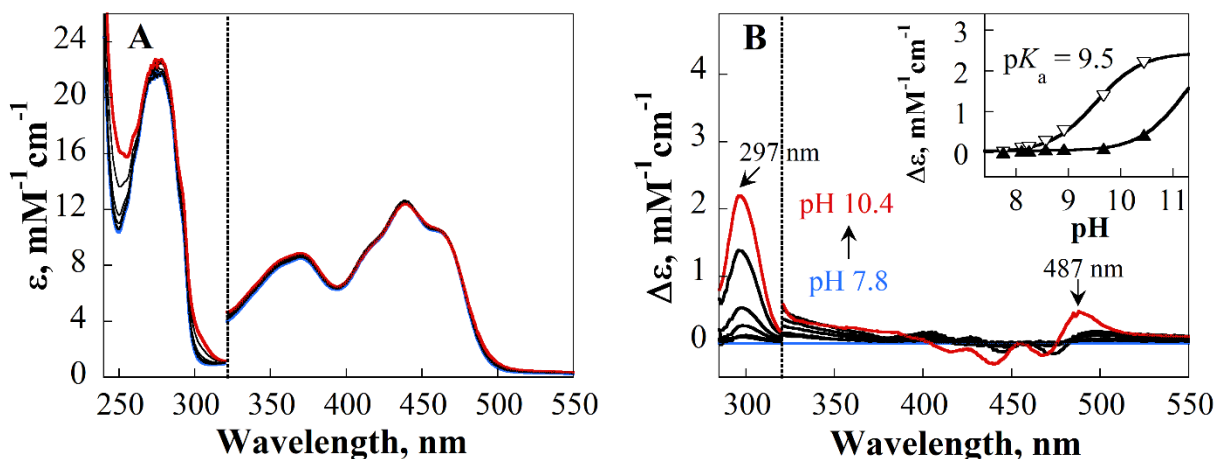 A
ε, mM⁻¹cm⁻¹
24
20
16
12
8
4
0
250 300 350 400 450 500 550
Wavelength, nm
B
Δε, mM⁻¹cm⁻¹
4
3
2
1
0
297 nm
pH 10.4
pH 7.8
487 nm
300 350 400 450 500 550
Wavelength, nm
pKₐ = 9.5
Δε, mM⁻¹cm⁻¹
3
2
1
0
8 9 10 11
pH